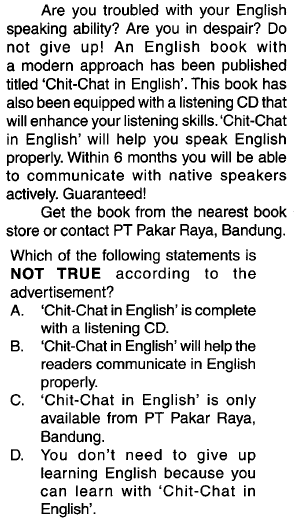 Are you troubled with your English
speaking ability? Are you in despair? Do
not give up! An English book with
a modern approach has been published
titled 'Chit-Chat in English'. This book has
also been equipped with a listening CD that
will enhance your listening skills. 'Chit-Chat
in English' will help you speak English
properly. Within 6 months you will be able
to communicate with native speakers
actively. Guaranteed!
Get the book from the nearest book
store or contact PT Pakar Raya, Bandung.
Which of the following statements is
NOT TRUE according to the
advertisement?
A. 'Chit-Chat in English' is complete
with a listening CD.
B. 'Chit-Chat in English' will help the
readers communicate in English
properly.
C. 'Chit-Chat in English' is only
available from PT Pakar Raya,
Bandung.
D. You don't need to give up
learning English because you
can learn with 'Chit-Chat in
English'.